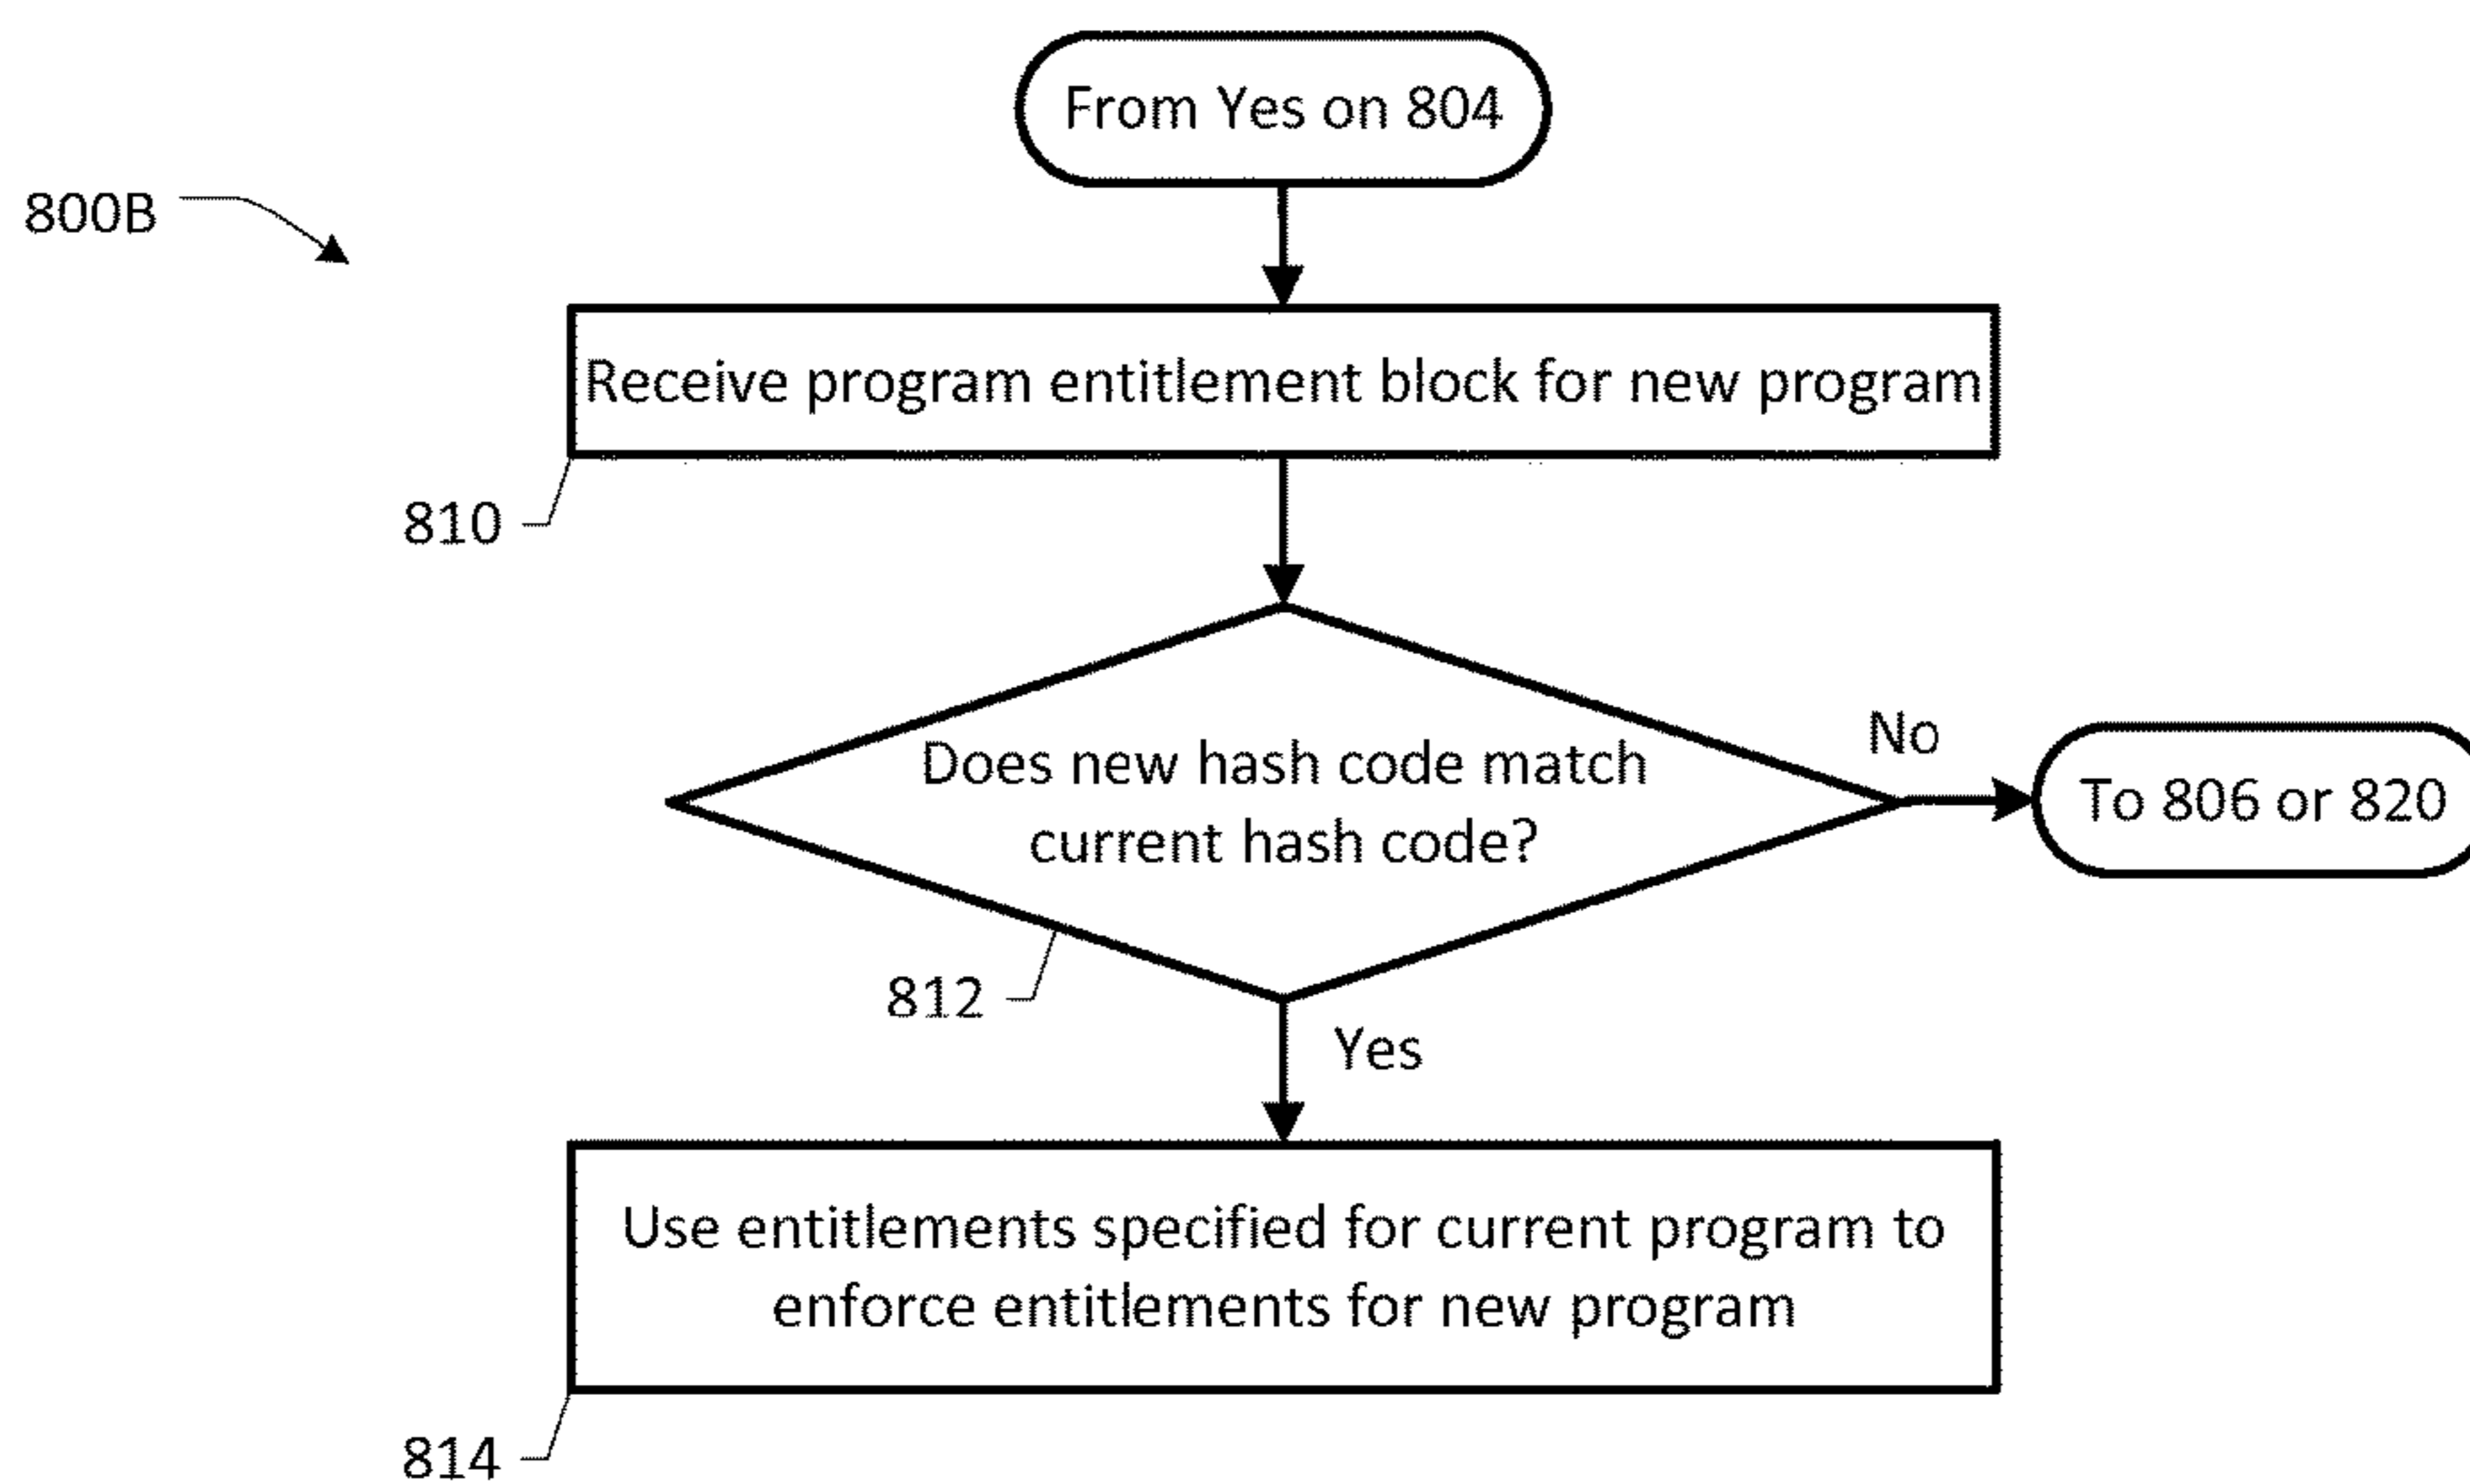 From Yes on 804
800B
Receive program entitlement block for new program
810
Does new hash code match
current hash code?
No
To 806 or 820
812
Yes
Use entitlements specified for current program to
enforce entitlements for new program
814